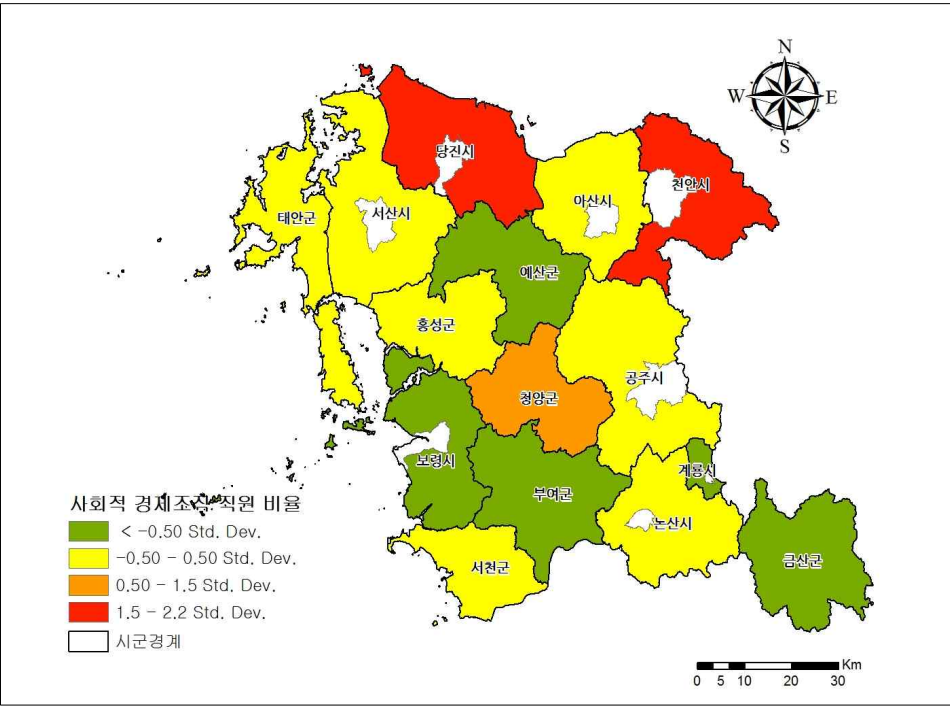 N
W E
S
당진시
천안시
아산시
서산시
태안군
예산군
홍성군
공주시
청양군
보령시
계룡시
부여군
논산시
금산군
서천군
사회적 경제조직 직원 비율
< -0.50 Std. Dev.
-0.50 - 0.50 Std. Dev.
0.50 - 1.5 Std. Dev.
1.5 - 2.2 Std. Dev.
시군경계
Km
0 5 10 20 30